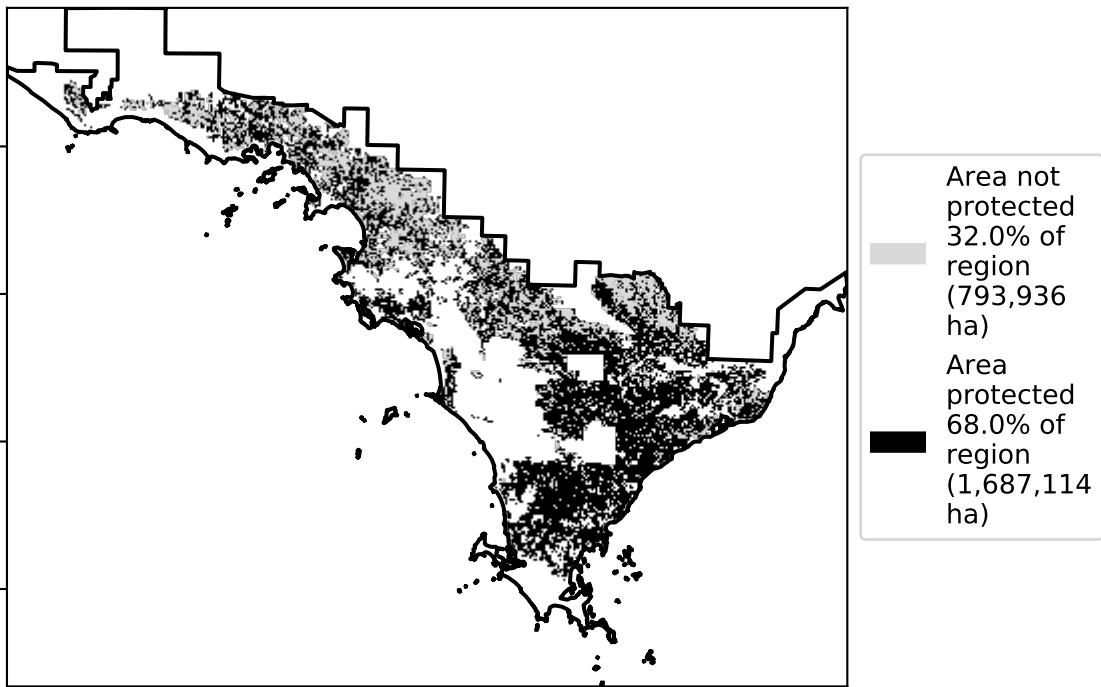 Area not
protected
32.0% of
region
(793,936
ha)
Area
protected
68.0% of
region
(1,687,114
ha)